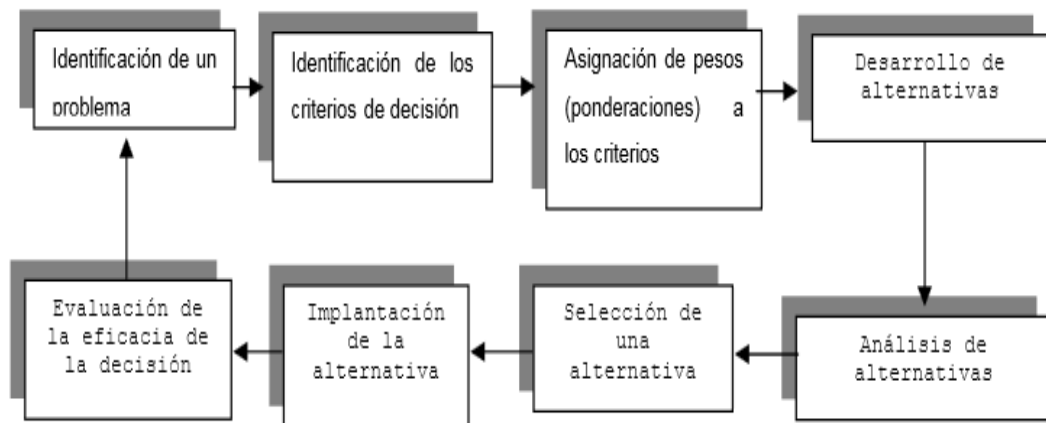 Identificación de un
problema
Identificación de los
criterios de decisión
Asignación de pesos
(ponderaciones) a
los criterios
Desarrollo de
alternativas
Análisis de
alternativas
Selección de
una
alternativa
Implantación
de la
alternativa
Evaluación de
la eficacia de
la decisión